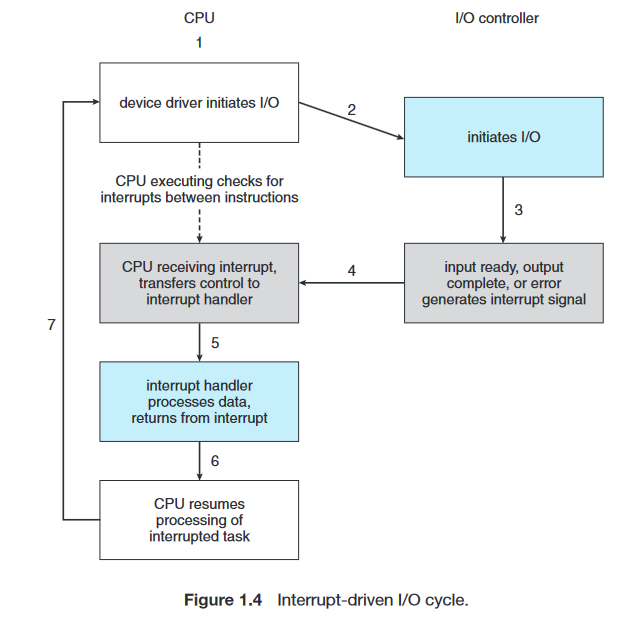 CPU
I/O controller
1
device driver initiates I/O
2
initiates I/O
CPU executing checks for
interrupts between instructions
3
CPU receiving interrupt,
transfers control to
interrupt handler
4
input ready, output
complete, or error
generates interrupt signal
5
7
interrupt handler
processes data,
returns from interrupt
6
CPU resumes
processing of
interrupted task
Figure 1.4 Interrupt-driven I/O cycle.